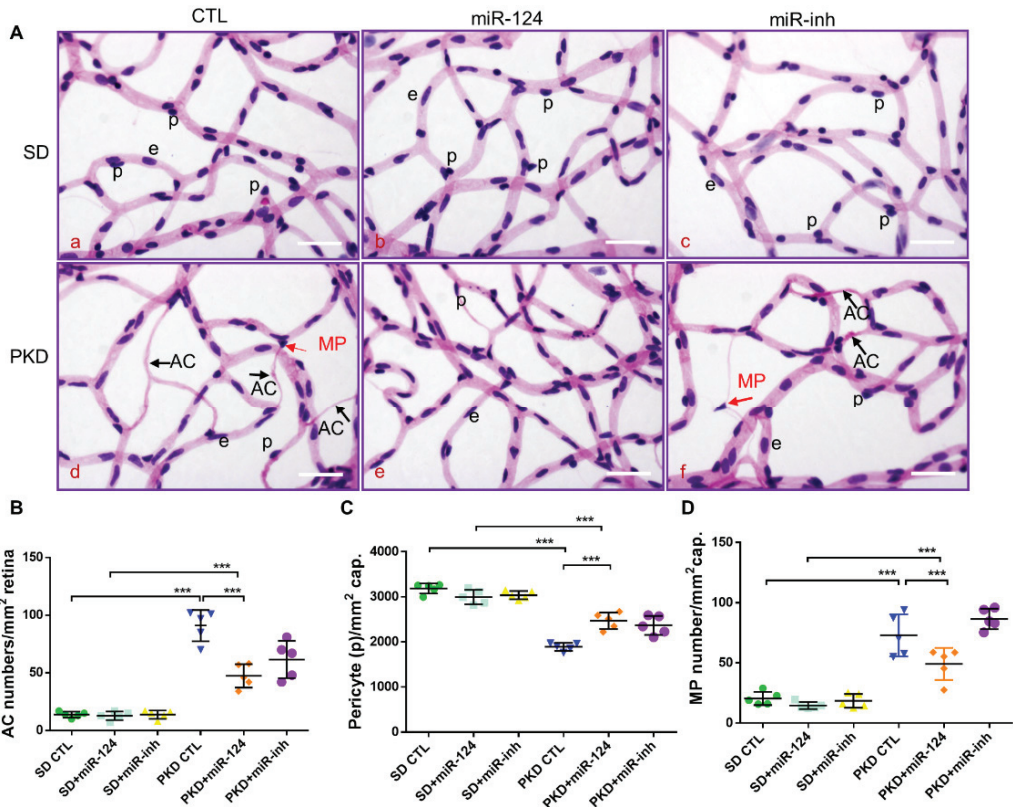 CTL miR-124 miR-inh
A
SD
p
e
p
p
a
e
p
p
p
b
p
e
p
p
c
PKD
AC
MP
AC
AC
e
p
d
p
e
e
AC
AC
MP
p
e
f
B
AC numbers/mm² retina
150
100
50
0
***
***
***
SD CTL
SD+miR-124
SD+miR-inh
PKD CTL
PKD+miR-124
PKD+miR-inh
C
Pericyte (p)/mm² cap.
4000
3000
2000
1000
0
***
***
***
SD CTL
SD+miR-124
SD+miR-inh
PKD CTL
PKD+miR-124
PKD+miR-inh
D
MP number/mm²cap.
150
100
50
0
***
***
***
SD CTL
SD+miR-124
SD+miR-inh
PKD CTL
PKD+miR-124
PKD+miR-inh